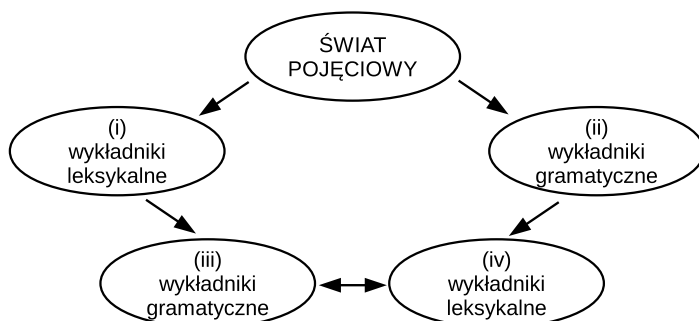 ŚWIAT
POJĘCIOWY
(i)
wykładniki
leksykalne
(ii)
wykładniki
gramatyczne
(iii)
wykładniki
gramatyczne
(iv)
wykładniki
leksykalne